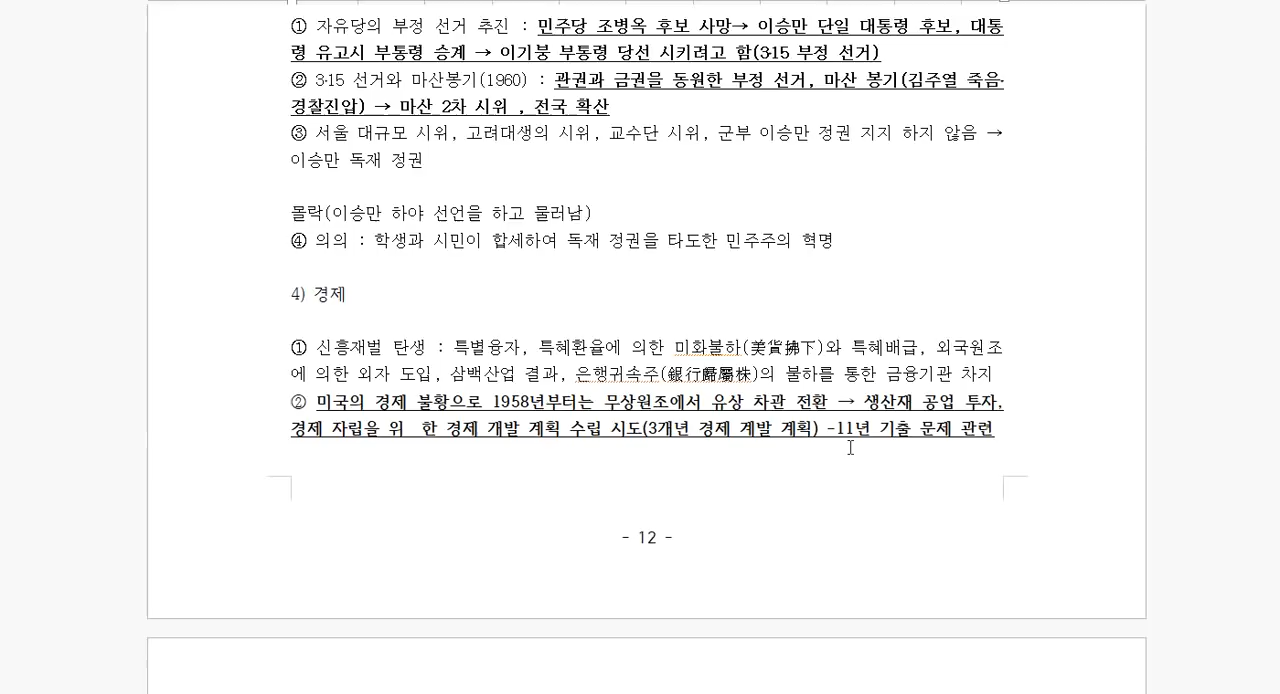 ① 자유당의 부정 선거 추진 : 민주당 조병옥 후보 사망→ 이승만 단일 대통령 후보, 대통
령 유고시 부통령 승계 → 이기붕 부통령 당선 시키려고 함(3·15 부정 선거)
② 3·15 선거와 마산봉기(1960) : 관권과 금권을 동원한 부정 선거, 마산 봉기(김주열 죽음·
경찰진압) → 마산 2차 시위 , 전국 확산
③ 서울 대규모 시위, 고려대생의 시위, 교수단 시위, 군부 이승만 정권 지지 하지 않음 →
이승만 독재 정권
몰락(이승만 하야 선언을 하고 물러남)
④ 의의 : 학생과 시민이 합세하여 독재 정권을 타도한 민주주의 혁명
4) 경제
① 신흥재벌 탄생 : 특별융자, 특혜환율에 의한 미화불하(美貨拂下)와 특혜배급, 외국원조
에 의한 외자 도입, 삼백산업 결과, 은행귀속주(銀行歸屬株)의 불하를 통한 금융기관 차지
② 미국의 경제 불황으로 1958년부터는 무상원조에서 유상 차관 전환 → 생산재 공업 투자,
경제 자립을 위 한 경제 개발 계획 수립 시도(3개년 경제 계발 계획) -11년 기출 문제 관련
- 12 -